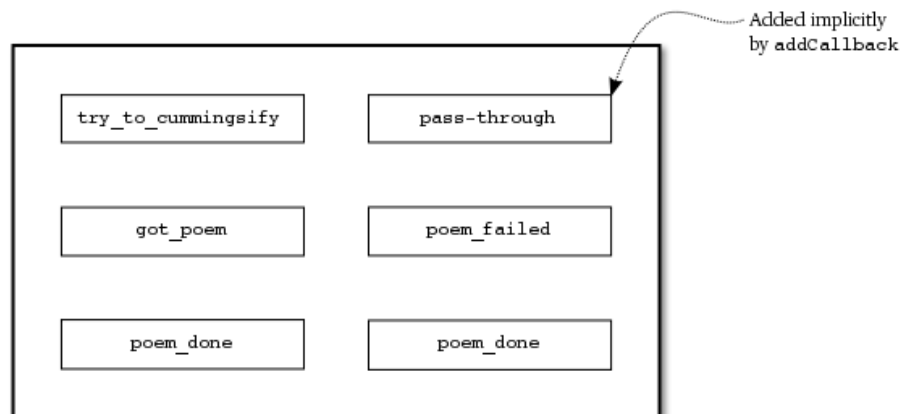 Added implicitly
by addCallback
try_to_cummingsify pass-through
got_poem poem_failed
poem_done poem_done